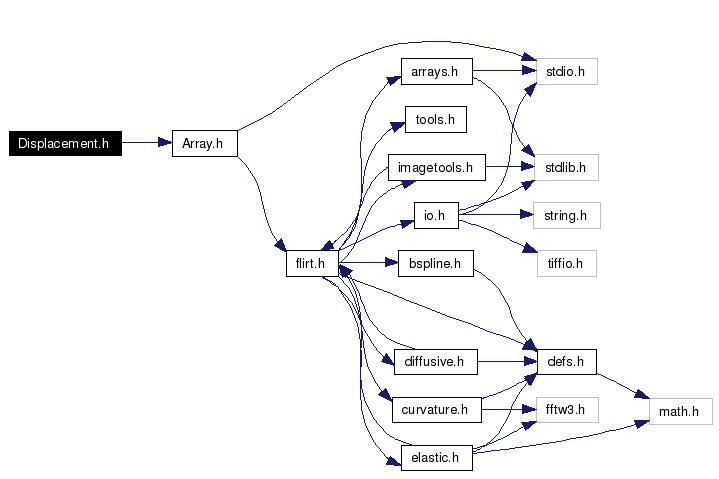 Displacement.h
Array.h
flirt.h
arrays.h
tools.h
imagetools.h
io.h
bspline.h
diffusive.h
curvature.h
elastic.h
stdio.h
stdlib.h
string.h
tiffio.h
defs.h
fftw3.h
math.h